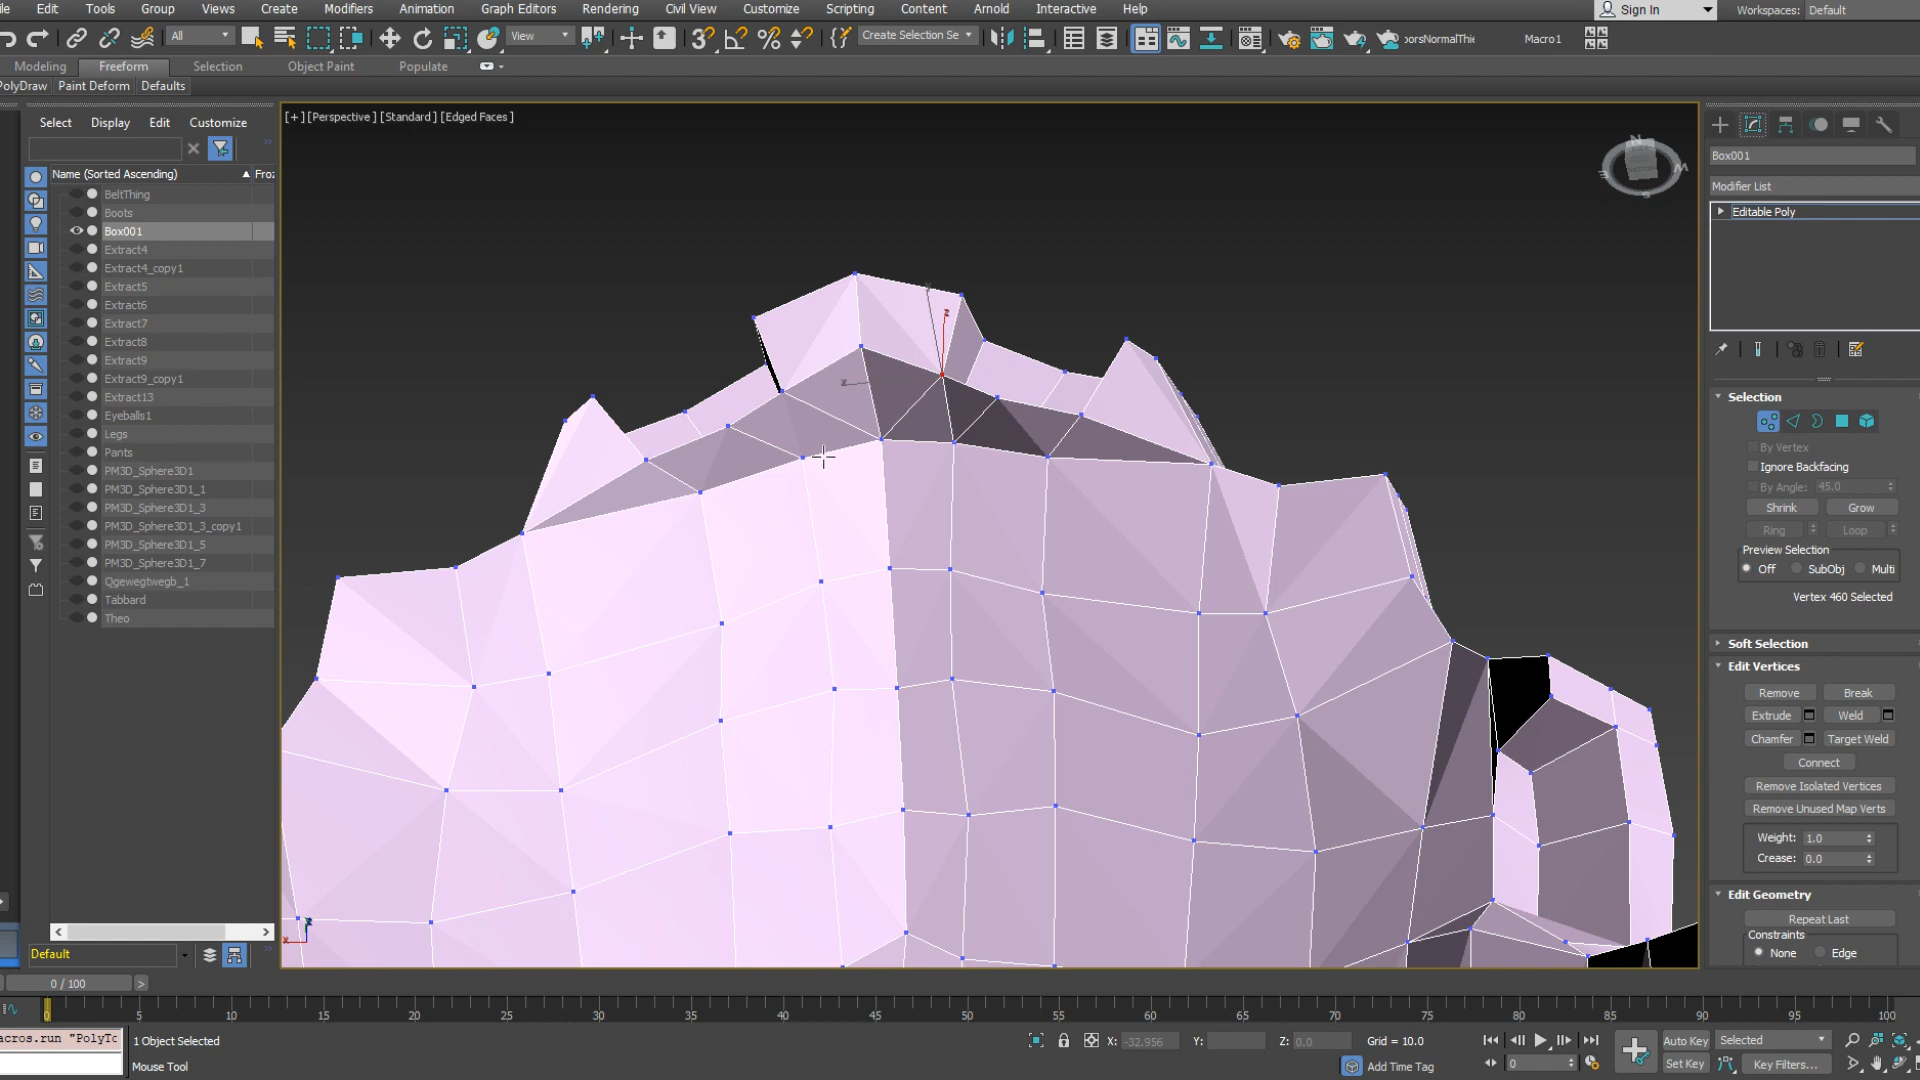 Edit Tools Group Views Create Modifiers Animation Graph Editors Rendering Civil View Customize Scripting Content Arnold Interactive Help Sign In Workspaces: Default
All View Create Selection Se Macro1
Modeling Freeform Selection Object Paint Populate
PolyDraw Paint Deform Defaults
Select Display Edit Customize
[+] [Perspective] [Standard] [Edged Faces]
Name (Sorted Ascending) Froz
BeltThing
Boots
Box001
Extract4
Extract4_copy1
Extract5
Extract6
Extract7
Extract8
Extract9
Extract9_copy1
Extract13
Eyeballs1
Legs
Pants
PM3D_Sphere3D1
PM3D_Sphere3D1_1
PM3D_Sphere3D1_3
PM3D_Sphere3D1_3_copy1
PM3D_Sphere3D1_5
PM3D_Sphere3D1_7
Qgewegtwegb_1
Tabbard
Theo
Default
Box001
Modifier List
Editable Poly
Selection
By Vertex
Ignore Backfacing
By Angle: 45.0
Shrink Grow
Ring Loop
Preview Selection
Off SubObj Multi
Vertex 460 Selected
Soft Selection
Edit Vertices
Remove Break
Extrude Weld
Chamfer Target Weld
Connect
Remove Isolated Vertices
Remove Unused Map Verts
Weight: 1.0
Crease: 0.0
Edit Geometry
Repeat Last
Constraints
None Edge
0 / 100 >
0 5 10 15 20 25 30 35 40 45 50 55 60 65 70 75 80 85 90 95 100
acros.run "PolyTo 1 Object Selected X: -32.956 Y: Z: 0.0 Grid = 10.0 Auto Key Selected
Mouse Tool Add Time Tag 0 Set Key Key Filters...